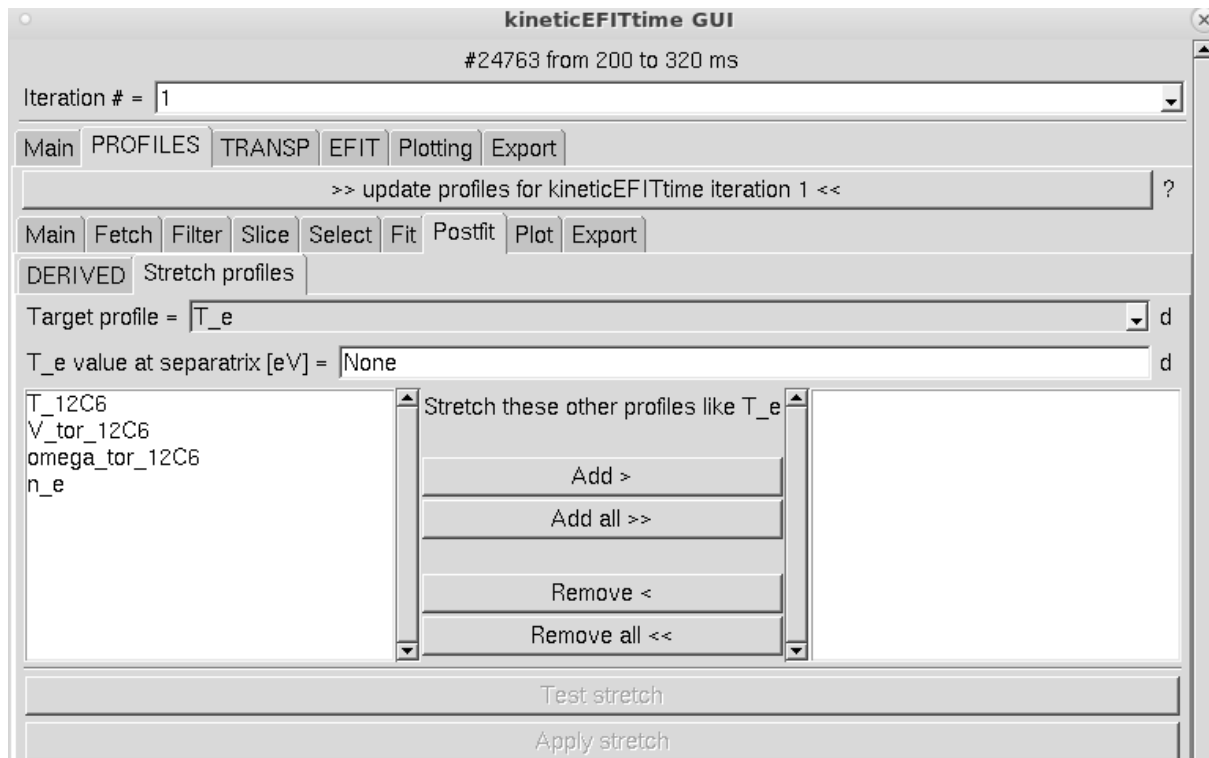 kineticEFITtime GUI
#24763 from 200 to 320 ms
Iteration # = 1
Main PROFILES TRANSP EFIT Plotting Export
>> update profiles for kineticEFITtime iteration 1 << ?
Main Fetch Filter Slice Select Fit Postfit Plot Export
DERIVED Stretch profiles
Target profile = T_e d
T_e value at separatrix [eV] = None d
T_12C6
V_tor_12C6
omega_tor_12C6
n_e
Stretch these other profiles like T_e
Add >
Add all >>
Remove <
Remove all <<
Test stretch
Apply stretch